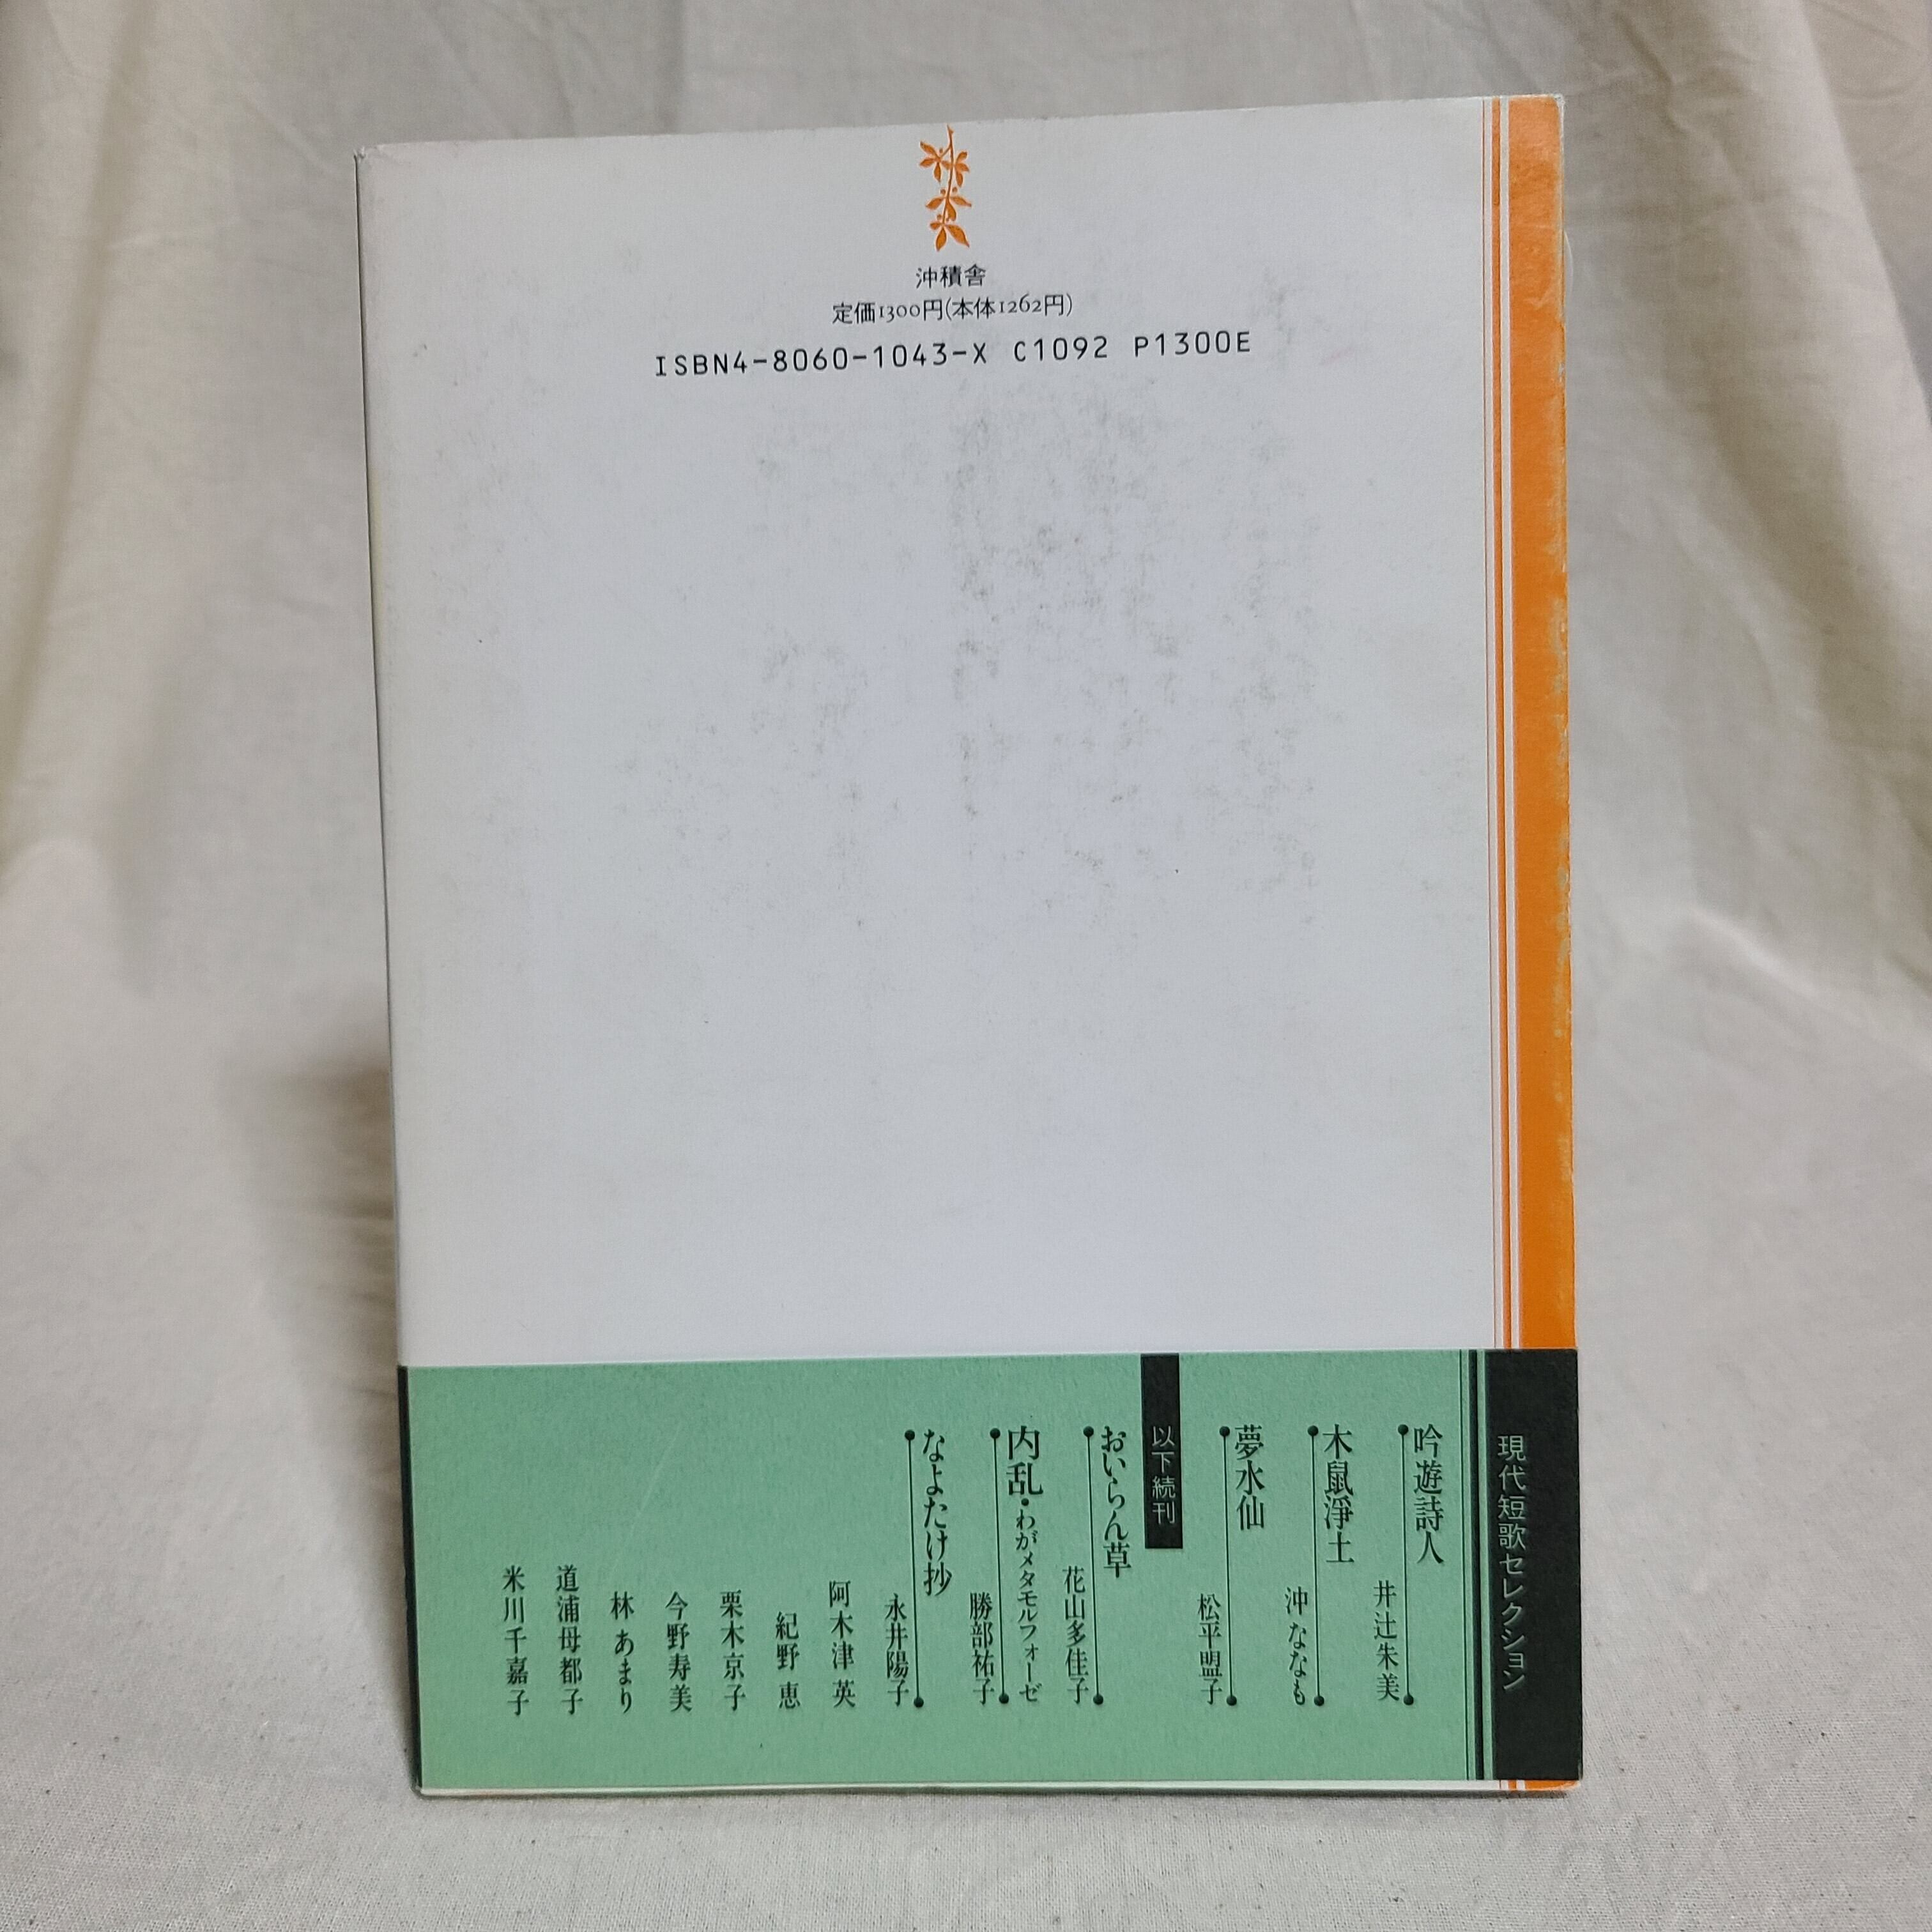 沖積舎
定価1300円(本体1262円)
ISBN4-8060-1043-X C1092 P1300E
現代短歌セレクション
吟遊詩人
井辻朱美
木鼠浄土
沖ななも
夢水仙
松平盟子
以下続刊
おいらん草
花山多佳子
内乱・わがメタモルフォーゼ
勝部祐子
なよたけ抄
永井陽子
阿木津英
紀野恵
栗木京子
今野寿美
林あまり
道浦母都子
米川千嘉子